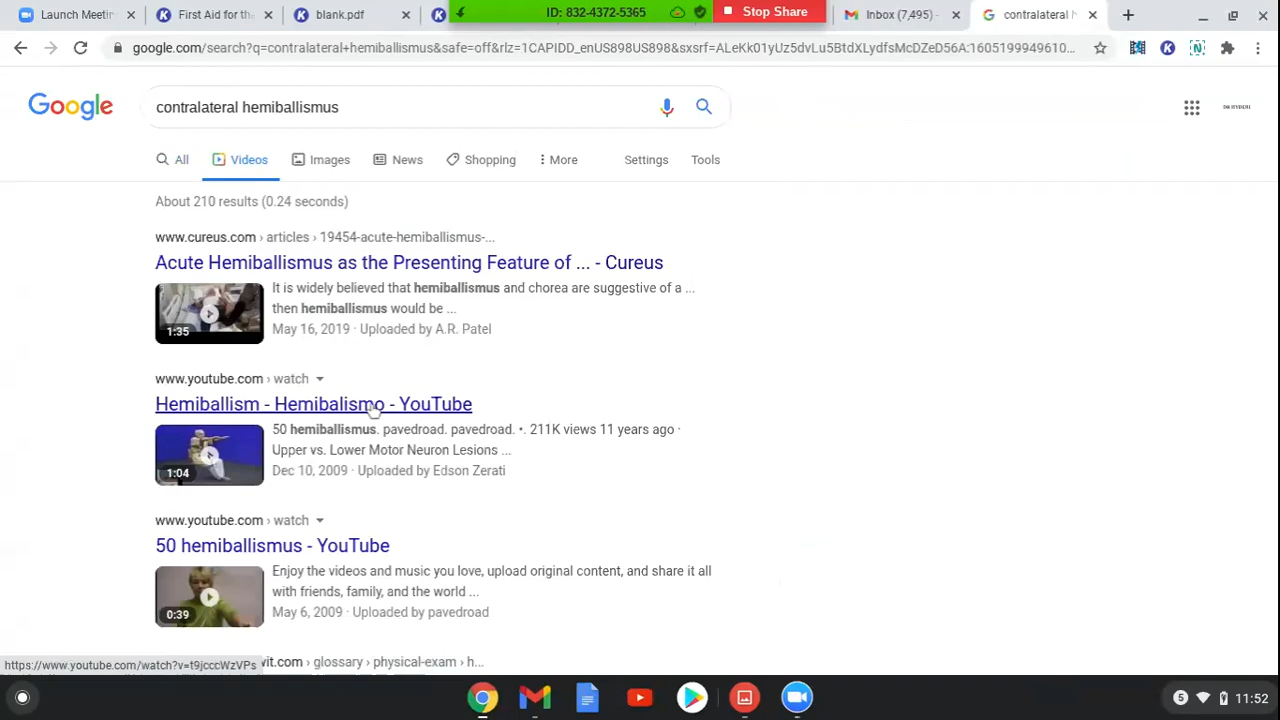 Launch Meeting
First Aid for th
blank.pdf
ID: 832-4372-5365
Stop Share
Inbox (7,495) -
contralateral h
google.com/search?q=contralateral+hemiballismus&safe=off&rlz=1CAPIDD_enUS898US898&sxsrf=ALeKk01yUz5dvLu5BtdXLydfsMcDZeD56A:1605199949610...
Google
contralateral hemiballismus
All
Videos
Images
News
Shopping
More
Settings
Tools
About 210 results (0.24 seconds)
www.cureus.com › articles › 19454-acute-hemiballismus-...
Acute Hemiballismus as the Presenting Feature of ... - Cureus
It is widely believed that hemiballismus and chorea are suggestive of a ...
then hemiballismus would be ...
1:35
May 16, 2019 · Uploaded by A.R. Patel
www.youtube.com › watch
Hemiballism - Hemibalismo - YouTube
50 hemiballismus. pavedroad. pavedroad. •. 211K views 11 years ago ·
Upper vs. Lower Motor Neuron Lesions ...
1:04
Dec 10, 2009 · Uploaded by Edson Zerati
www.youtube.com › watch
50 hemiballismus - YouTube
Enjoy the videos and music you love, upload original content, and share it all
with friends, family, and the world ...
0:39
May 6, 2009 · Uploaded by pavedroad
https://www.youtube.com/watch?v=t9jcccWzVPs
wit.com › glossary › physical-exam › h...
5
11:52